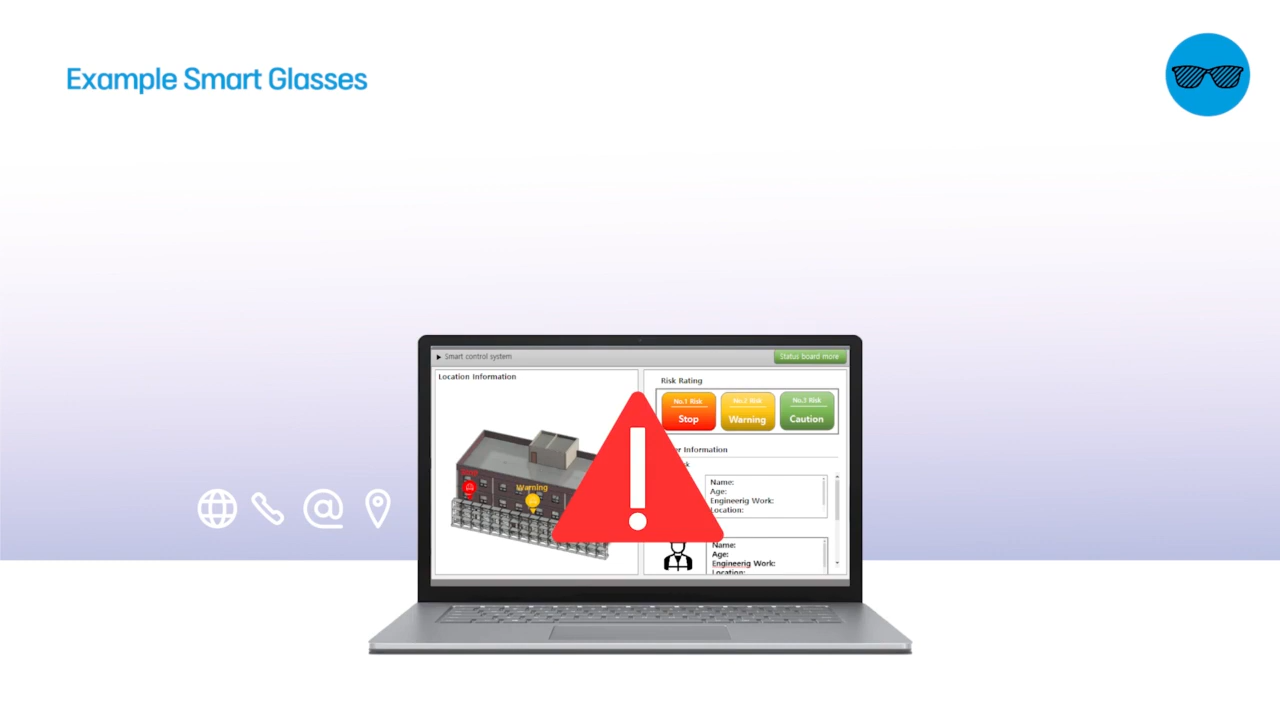 Example Smart Glasses
Smart control system
Status board more
Location Information
Warning
Risk Rating
No.1 Risk
Stop
No.2 Risk
Warning
No.3 Risk
Caution
Information
Name:
Age:
Engineerig Work:
Location:
Name:
Age:
Engineerig Work:
Location: